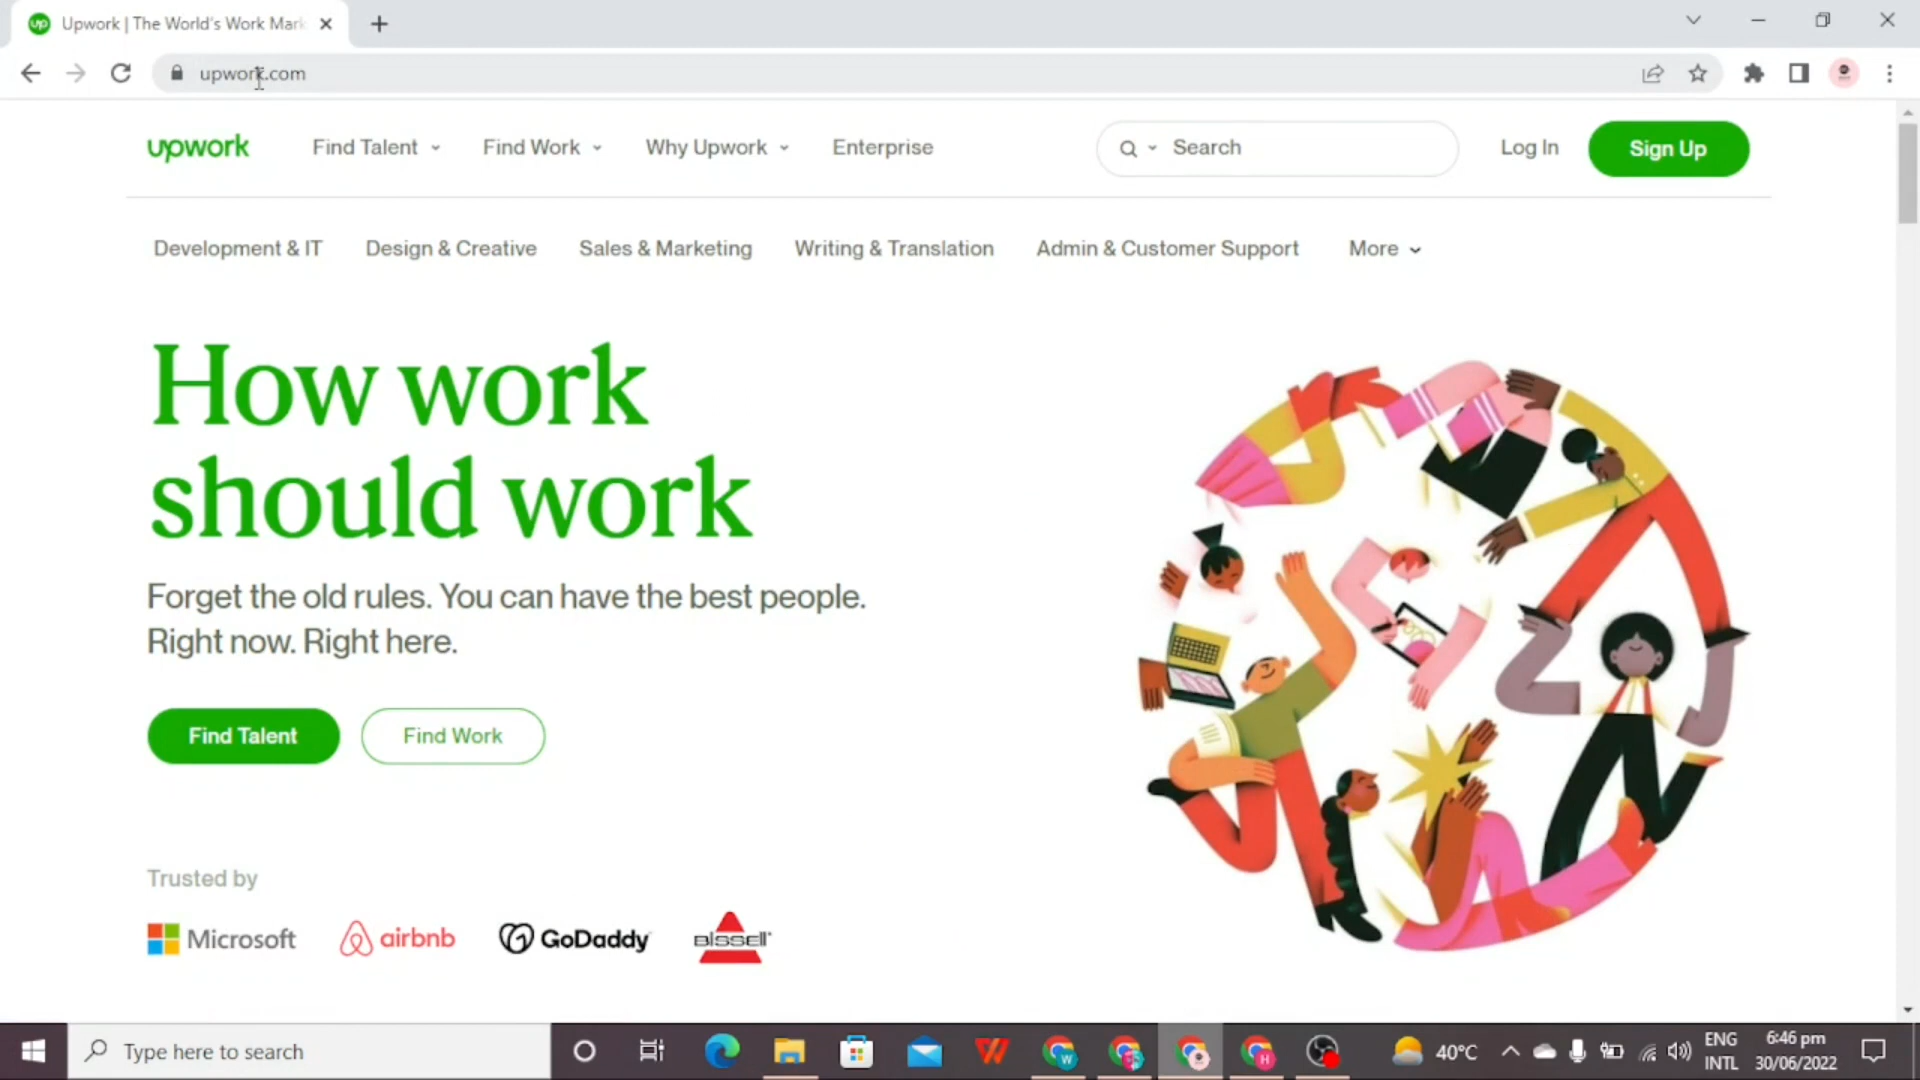 Upwork | The World's Work Mark
upwork.com
upwork
Find Talent
Find Work
Why Upwork
Enterprise
Search
Log In
Sign Up
Development & IT
Design & Creative
Sales & Marketing
Writing & Translation
Admin & Customer Support
More
How work
should work
Forget the old rules. You can have the best people.
Right now. Right here.
Find Talent
Find Work
Trusted by
Microsoft
airbnb
GoDaddy
BISSELL
Type here to search
40°C
ENG
INTL
6:46 pm
30/06/2022